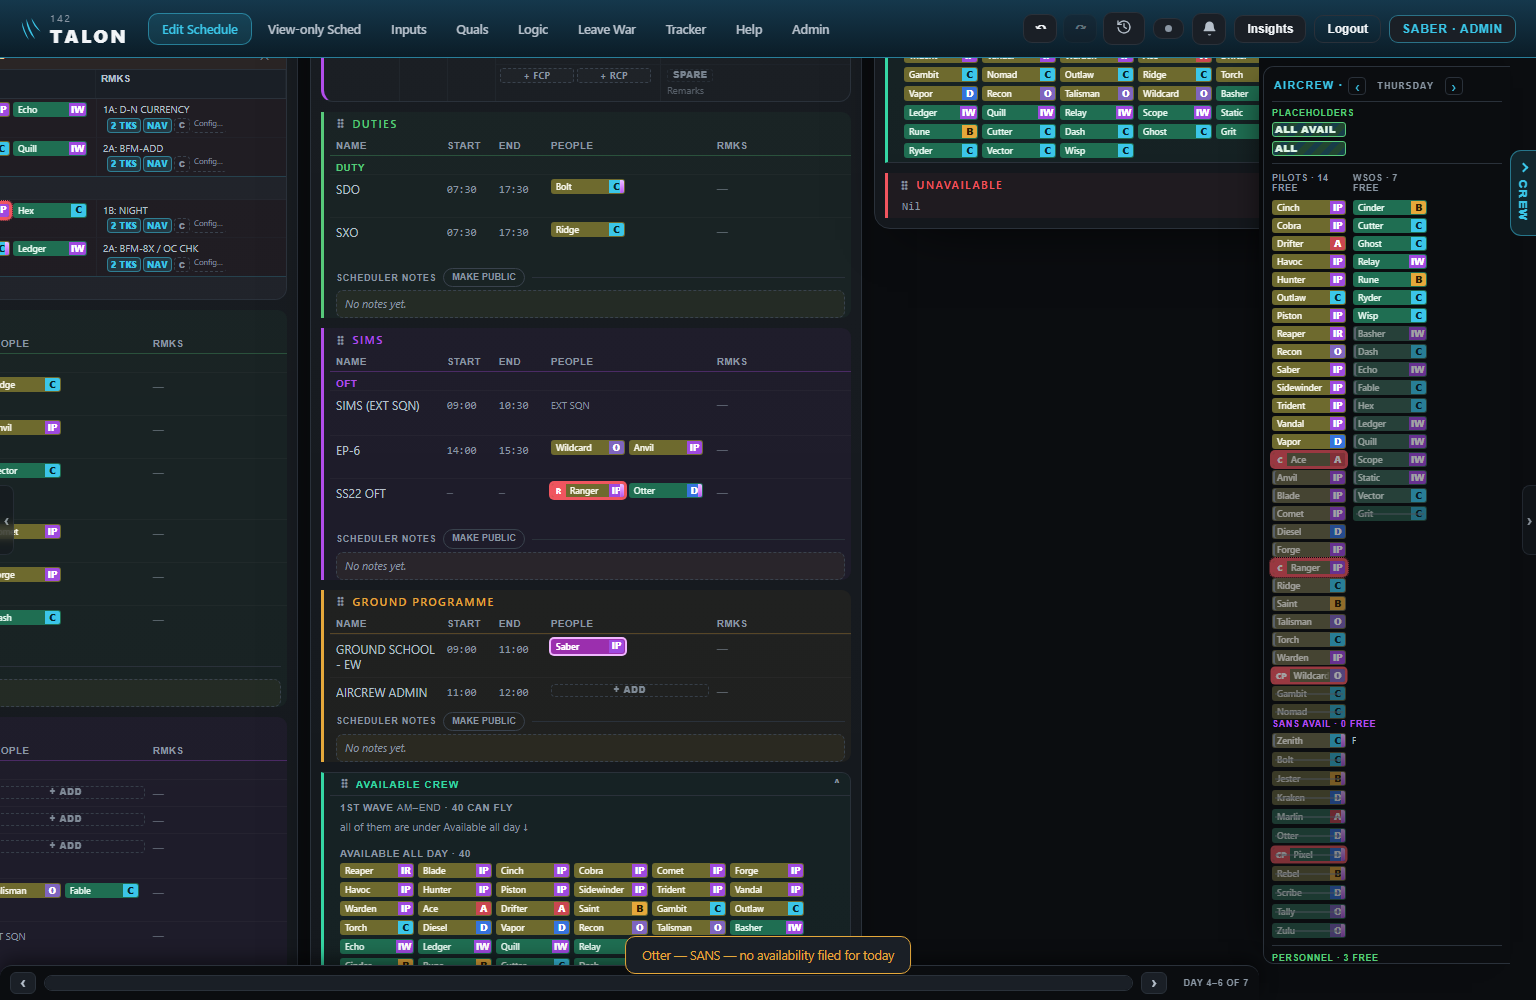 142
TALON
Edit Schedule
View-only Sched
Inputs
Quals
Logic
Leave War
Tracker
Help
Admin
Insights
Logout
SABER · ADMIN
RMKS
Echo IW
1A: D-N CURRENCY
2 TKS NAV C Config...
Quill IW
2A: BFM-ADD
2 TKS NAV C Config...
Hex C
1B: NIGHT
2 TKS NAV C Config...
Ledger IW
2A: BFM-8X / OC CHK
2 TKS NAV C Config...
OPLE RMKS
dge C —
nvil IP —
ector C —
et IP —
orge IP —
ash C —
OPLE RMKS
+ ADD —
+ ADD —
+ ADD —
lisman O Fable C —
T SQN —
+ FCP + RCP SPARE
Remarks
DUTIES
NAME START END PEOPLE RMKS
DUTY
SDO 07:30 17:30 Bolt C —
SXO 07:30 17:30 Ridge C —
SCHEDULER NOTES MAKE PUBLIC
No notes yet.
SIMS
NAME START END PEOPLE RMKS
OFT
SIMS (EXT SQN) 09:00 10:30 EXT SQN —
EP-6 14:00 15:30 Wildcard O Anvil IP —
SS22 OFT — — R Ranger IP Otter D —
SCHEDULER NOTES MAKE PUBLIC
No notes yet.
GROUND PROGRAMME
NAME START END PEOPLE RMKS
GROUND SCHOOL - EW 09:00 11:00 Saber IP —
AIRCREW ADMIN 11:00 12:00 + ADD —
SCHEDULER NOTES MAKE PUBLIC
No notes yet.
AVAILABLE CREW
1ST WAVE AM–END · 40 CAN FLY
all of them are under Available all day ↓
AVAILABLE ALL DAY · 40
Reaper IR Blade IP Cinch IP Cobra IP Comet IP Forge IP
Havoc IP Hunter IP Piston IP Sidewinder IP Trident IP Vandal IP
Warden IP Ace A Drifter A Saint B Gambit C Outlaw C
Torch C Diesel D Vapor D Recon O Talisman O Basher IW
Echo IW Ledger IW Quill IW Relay
Gambit C Nomad C Outlaw C Ridge C Torch
Vapor D Recon O Talisman O Wildcard O Basher
Ledger IW Quill IW Relay IW Scope IW Static
Rune B Cutter C Dash C Ghost C Grit
Ryder C Vector C Wisp C
UNAVAILABLE
Nil
AIRCREW · ‹ THURSDAY ›
PLACEHOLDERS
ALL AVAIL
ALL
PILOTS · 14 FREE
WSOS · 7 FREE
Cinch IP Cinder B
Cobra IP Cutter C
Drifter A Ghost C
Havoc IP Relay IW
Hunter IP Rune B
Outlaw C Ryder C
Piston IP Wisp C
Reaper IR Basher IW
Recon O Dash C
Saber IP Echo IW
Sidewinder IP Fable C
Trident IP Hex C
Vandal IP Ledger IW
Vapor D Quill IW
C Ace A Scope IW
Anvil IP Static IW
Blade IP Vector C
Comet IP Grit C
Diesel D
Forge IP
C Ranger IP
Ridge C
Saint B
Talisman O
Torch C
Warden IP
CP Wildcard O
Gambit C
Nomad C
SANS AVAIL · 0 FREE
Zenith C F
Bolt C
Jester B
Kraken D
Marlin A
Otter D
CP Pixel D
Rebel B
Scribe D
Tally O
Zulu O
PERSONNEL · 3 FREE
CREW
Otter — SANS — no availability filed for today
DAY 4–6 OF 7